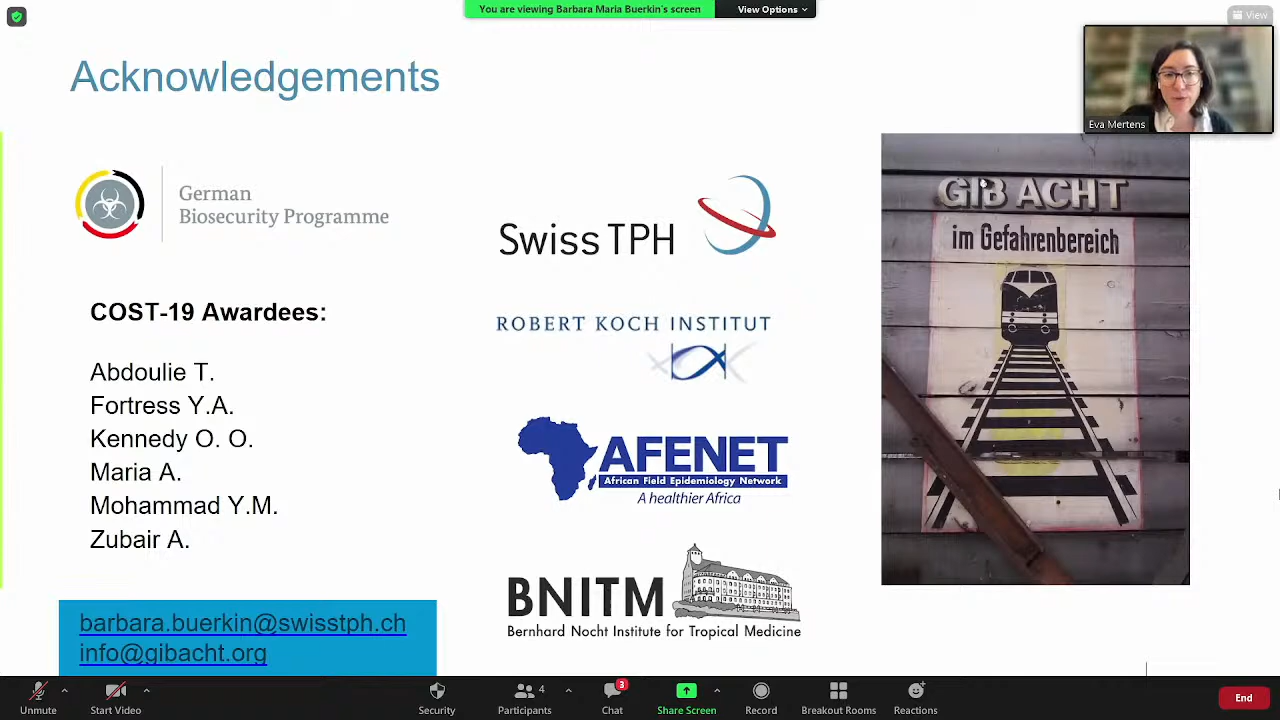 You are viewing Barbara Maria Buerkin's screen
View Options
View
Acknowledgements
Eva Mertens
German
Biosecurity Programme
COST-19 Awardees:
Abdoulie T.
Fortress Y.A.
Kennedy O. O.
Maria A.
Mohammad Y.M.
Zubair A.
barbara.buerkin@swisstph.ch
info@gibacht.org
Swiss TPH
ROBERT KOCH INSTITUT
AFENET
African Field Epidemiology Network
A healthier Africa
BNITM
Bernhard Nocht Institute for Tropical Medicine
GIB ACHT
im Gefahrenbereich
Unmute
Start Video
Security
4
Participants
3
Chat
Share Screen
Record
Breakout Rooms
Reactions
End